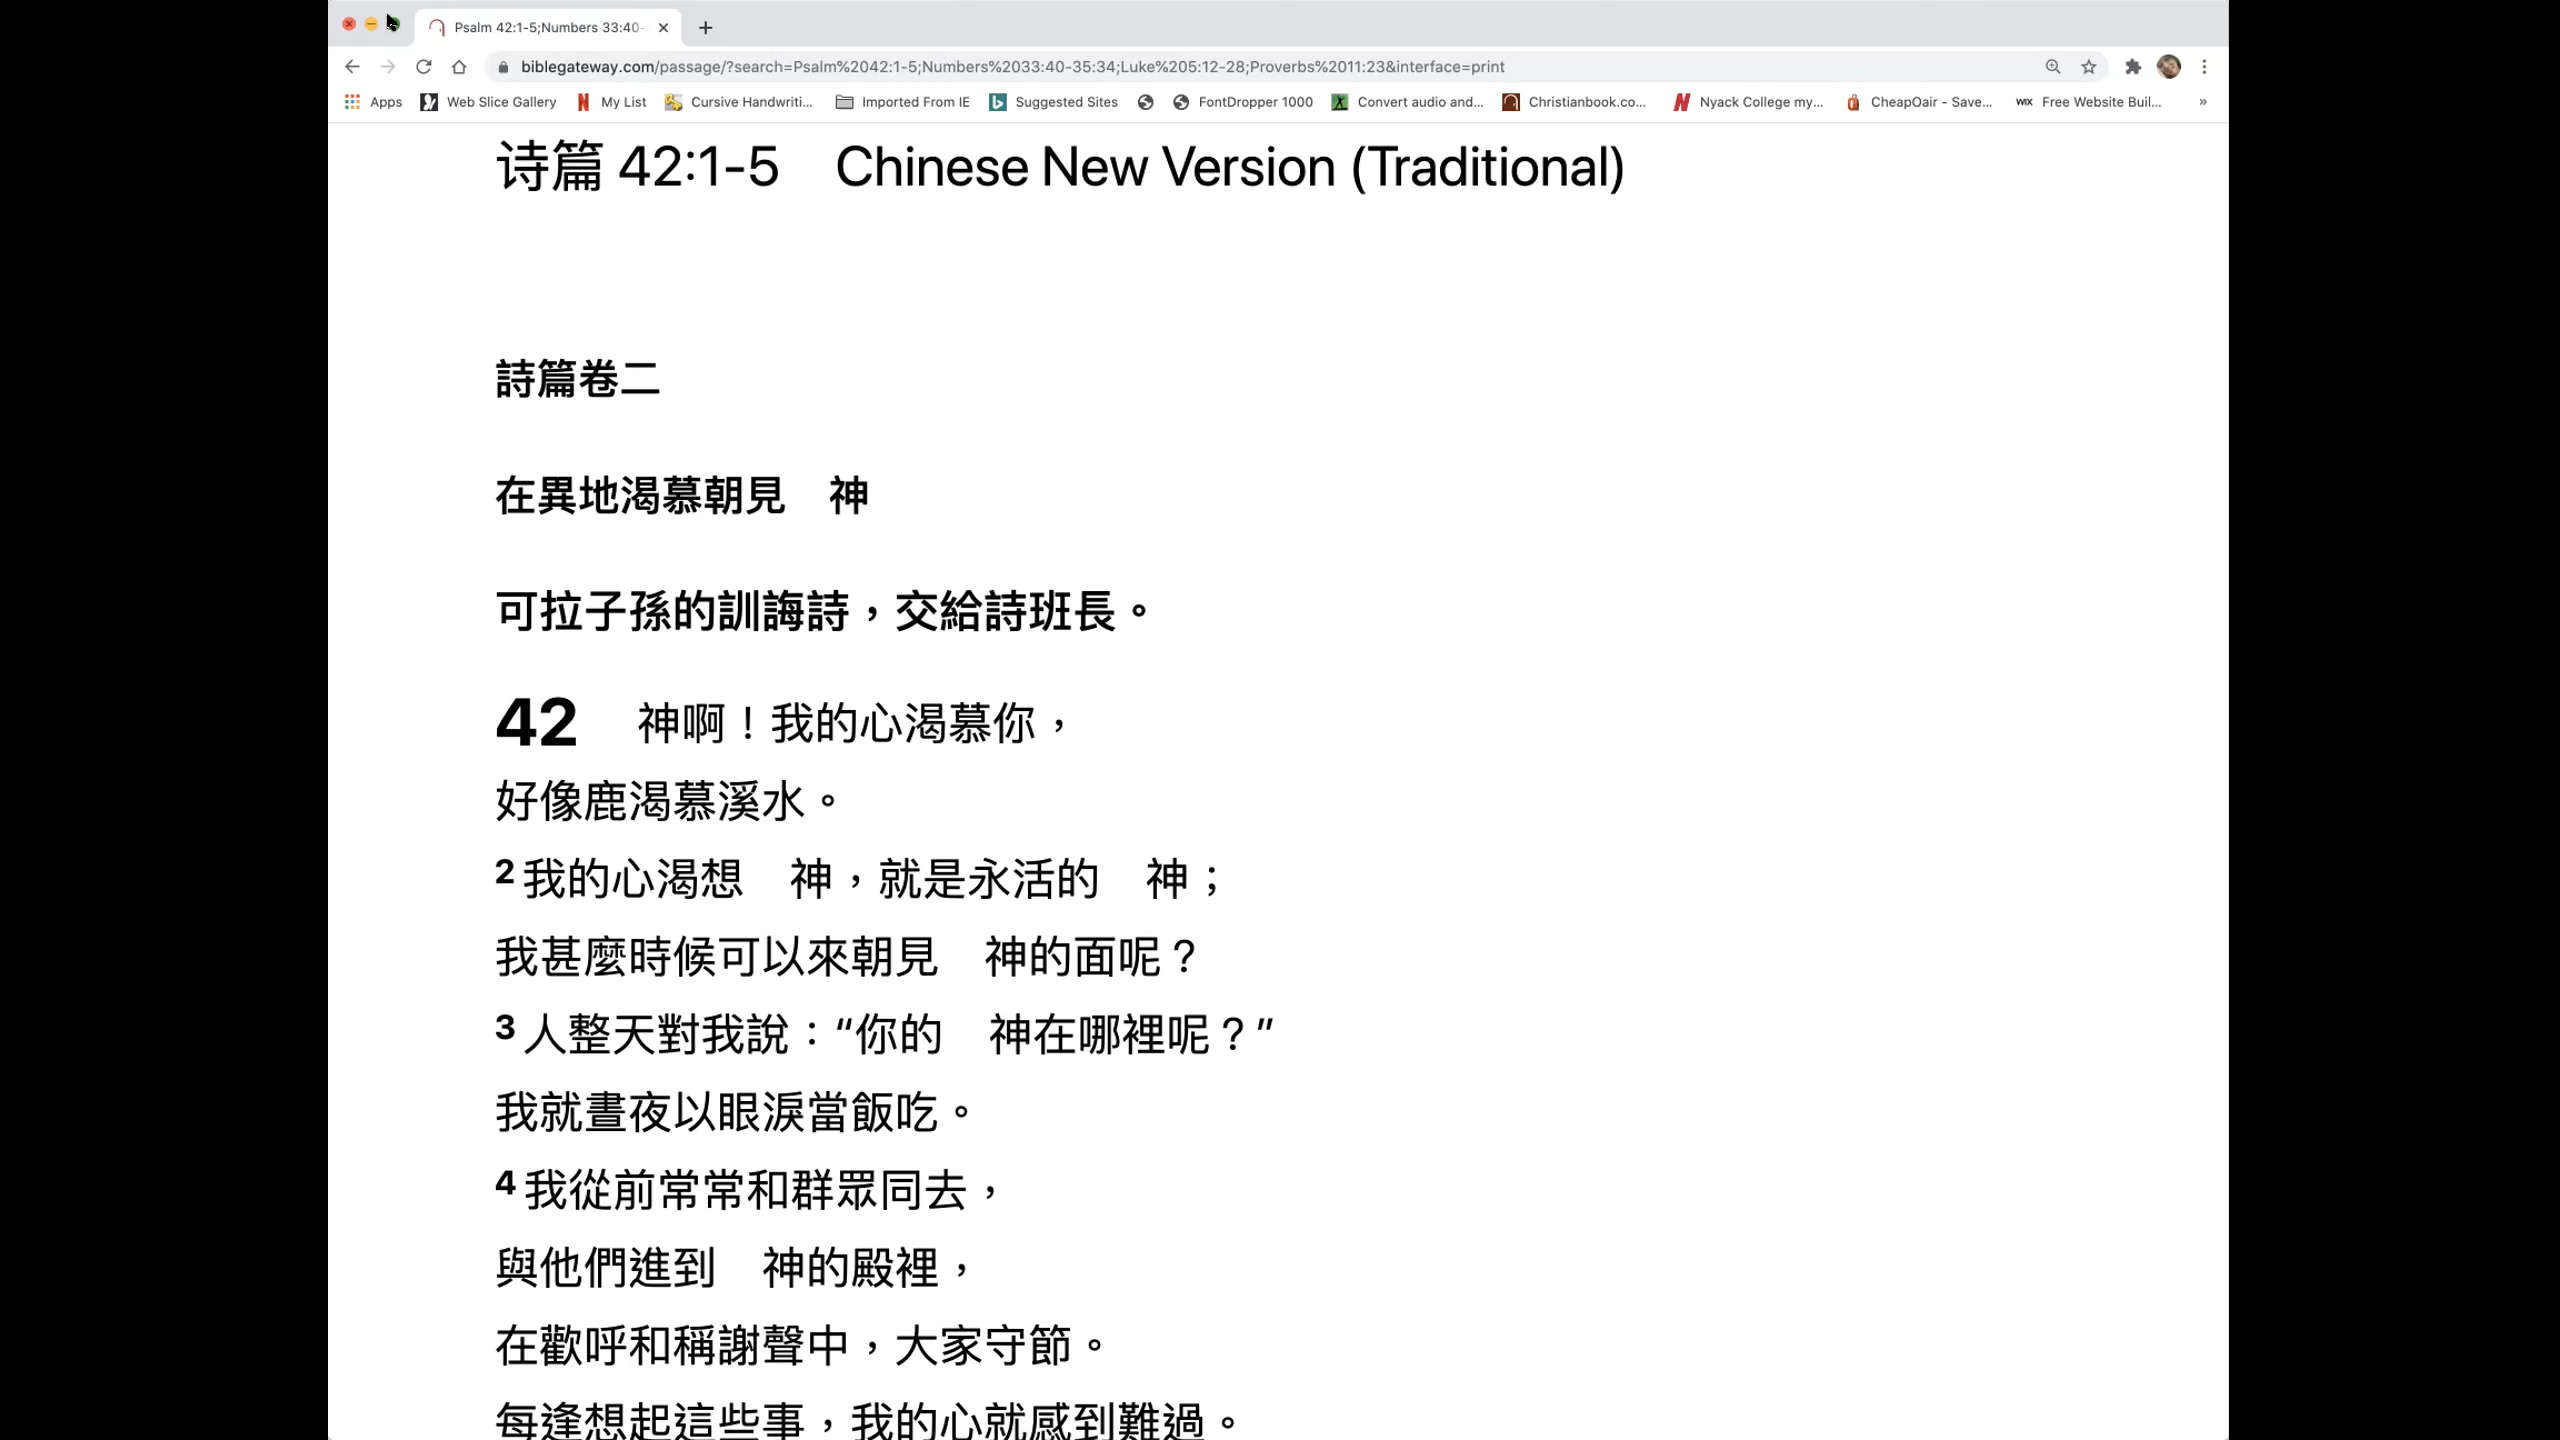 Psalm 42:1-5;Numbers 33:40-
biblegateway.com/passage/?search=Psalm%2042:1-5;Numbers%2033:40-35:34;Luke%205:12-28;Proverbs%2011:23&interface=print
Apps Web Slice Gallery My List Cursive Handwriti... Imported From IE Suggested Sites FontDropper 1000 Convert audio and... Christianbook.co... Nyack College my... CheapOair - Save... WIX Free Website Buil... »
诗篇 42:1-5 Chinese New Version (Traditional)
詩篇卷二
在異地渴慕朝見　神
可拉子孫的訓誨詩，交給詩班長。
42　神啊！我的心渴慕你，
好像鹿渴慕溪水。
2 我的心渴想　神，就是永活的　神；
我甚麼時候可以來朝見　神的面呢？
3 人整天對我說：“你的　神在哪裡呢？”
我就晝夜以眼淚當飯吃。
4 我從前常常和群眾同去，
與他們進到　神的殿裡，
在歡呼和稱謝聲中，大家守節。
每逢想起這些事，我的心就感到難過。